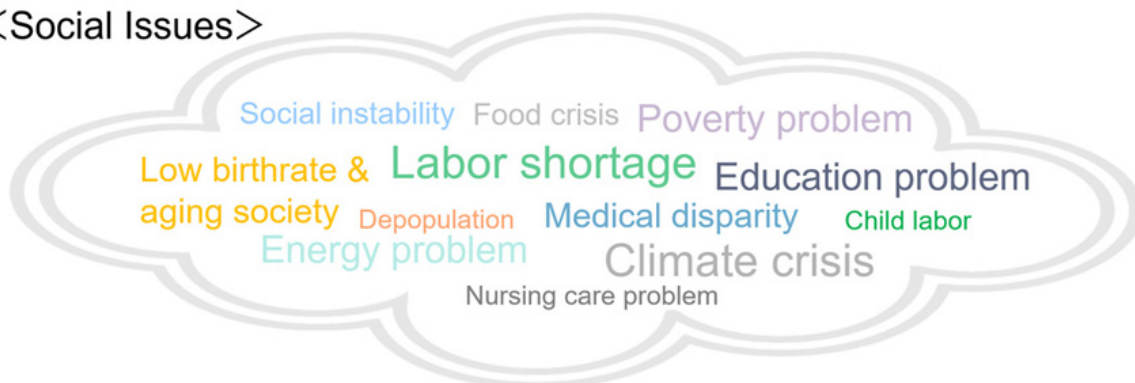 <Social Issues>
Social instability Food crisis Poverty problem
Low birthrate & Labor shortage Education problem
aging society Depopulation Medical disparity Child labor
Energy problem Climate crisis
Nursing care problem